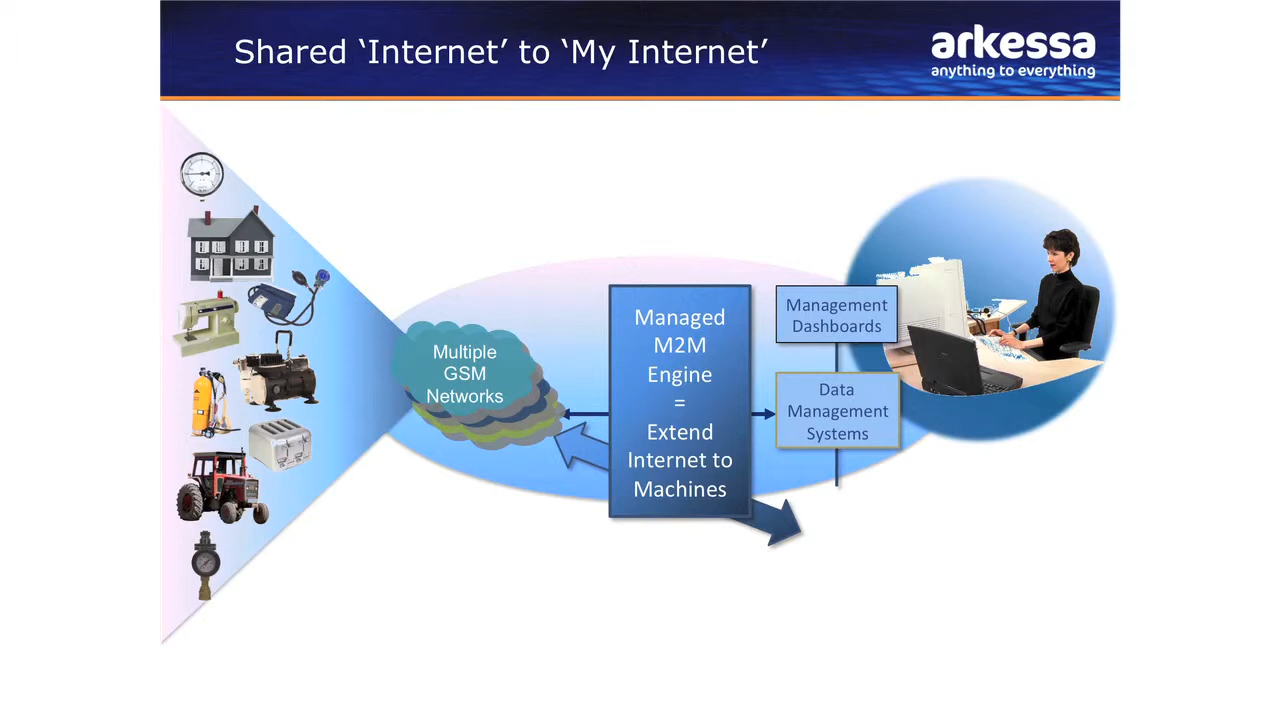 Shared ‘Internet’ to ‘My Internet’
arkessa
anything to everything
Multiple
GSM
Networks
Managed
M2M
Engine
=
Extend
Internet to
Machines
Management
Dashboards
Data
Management
Systems